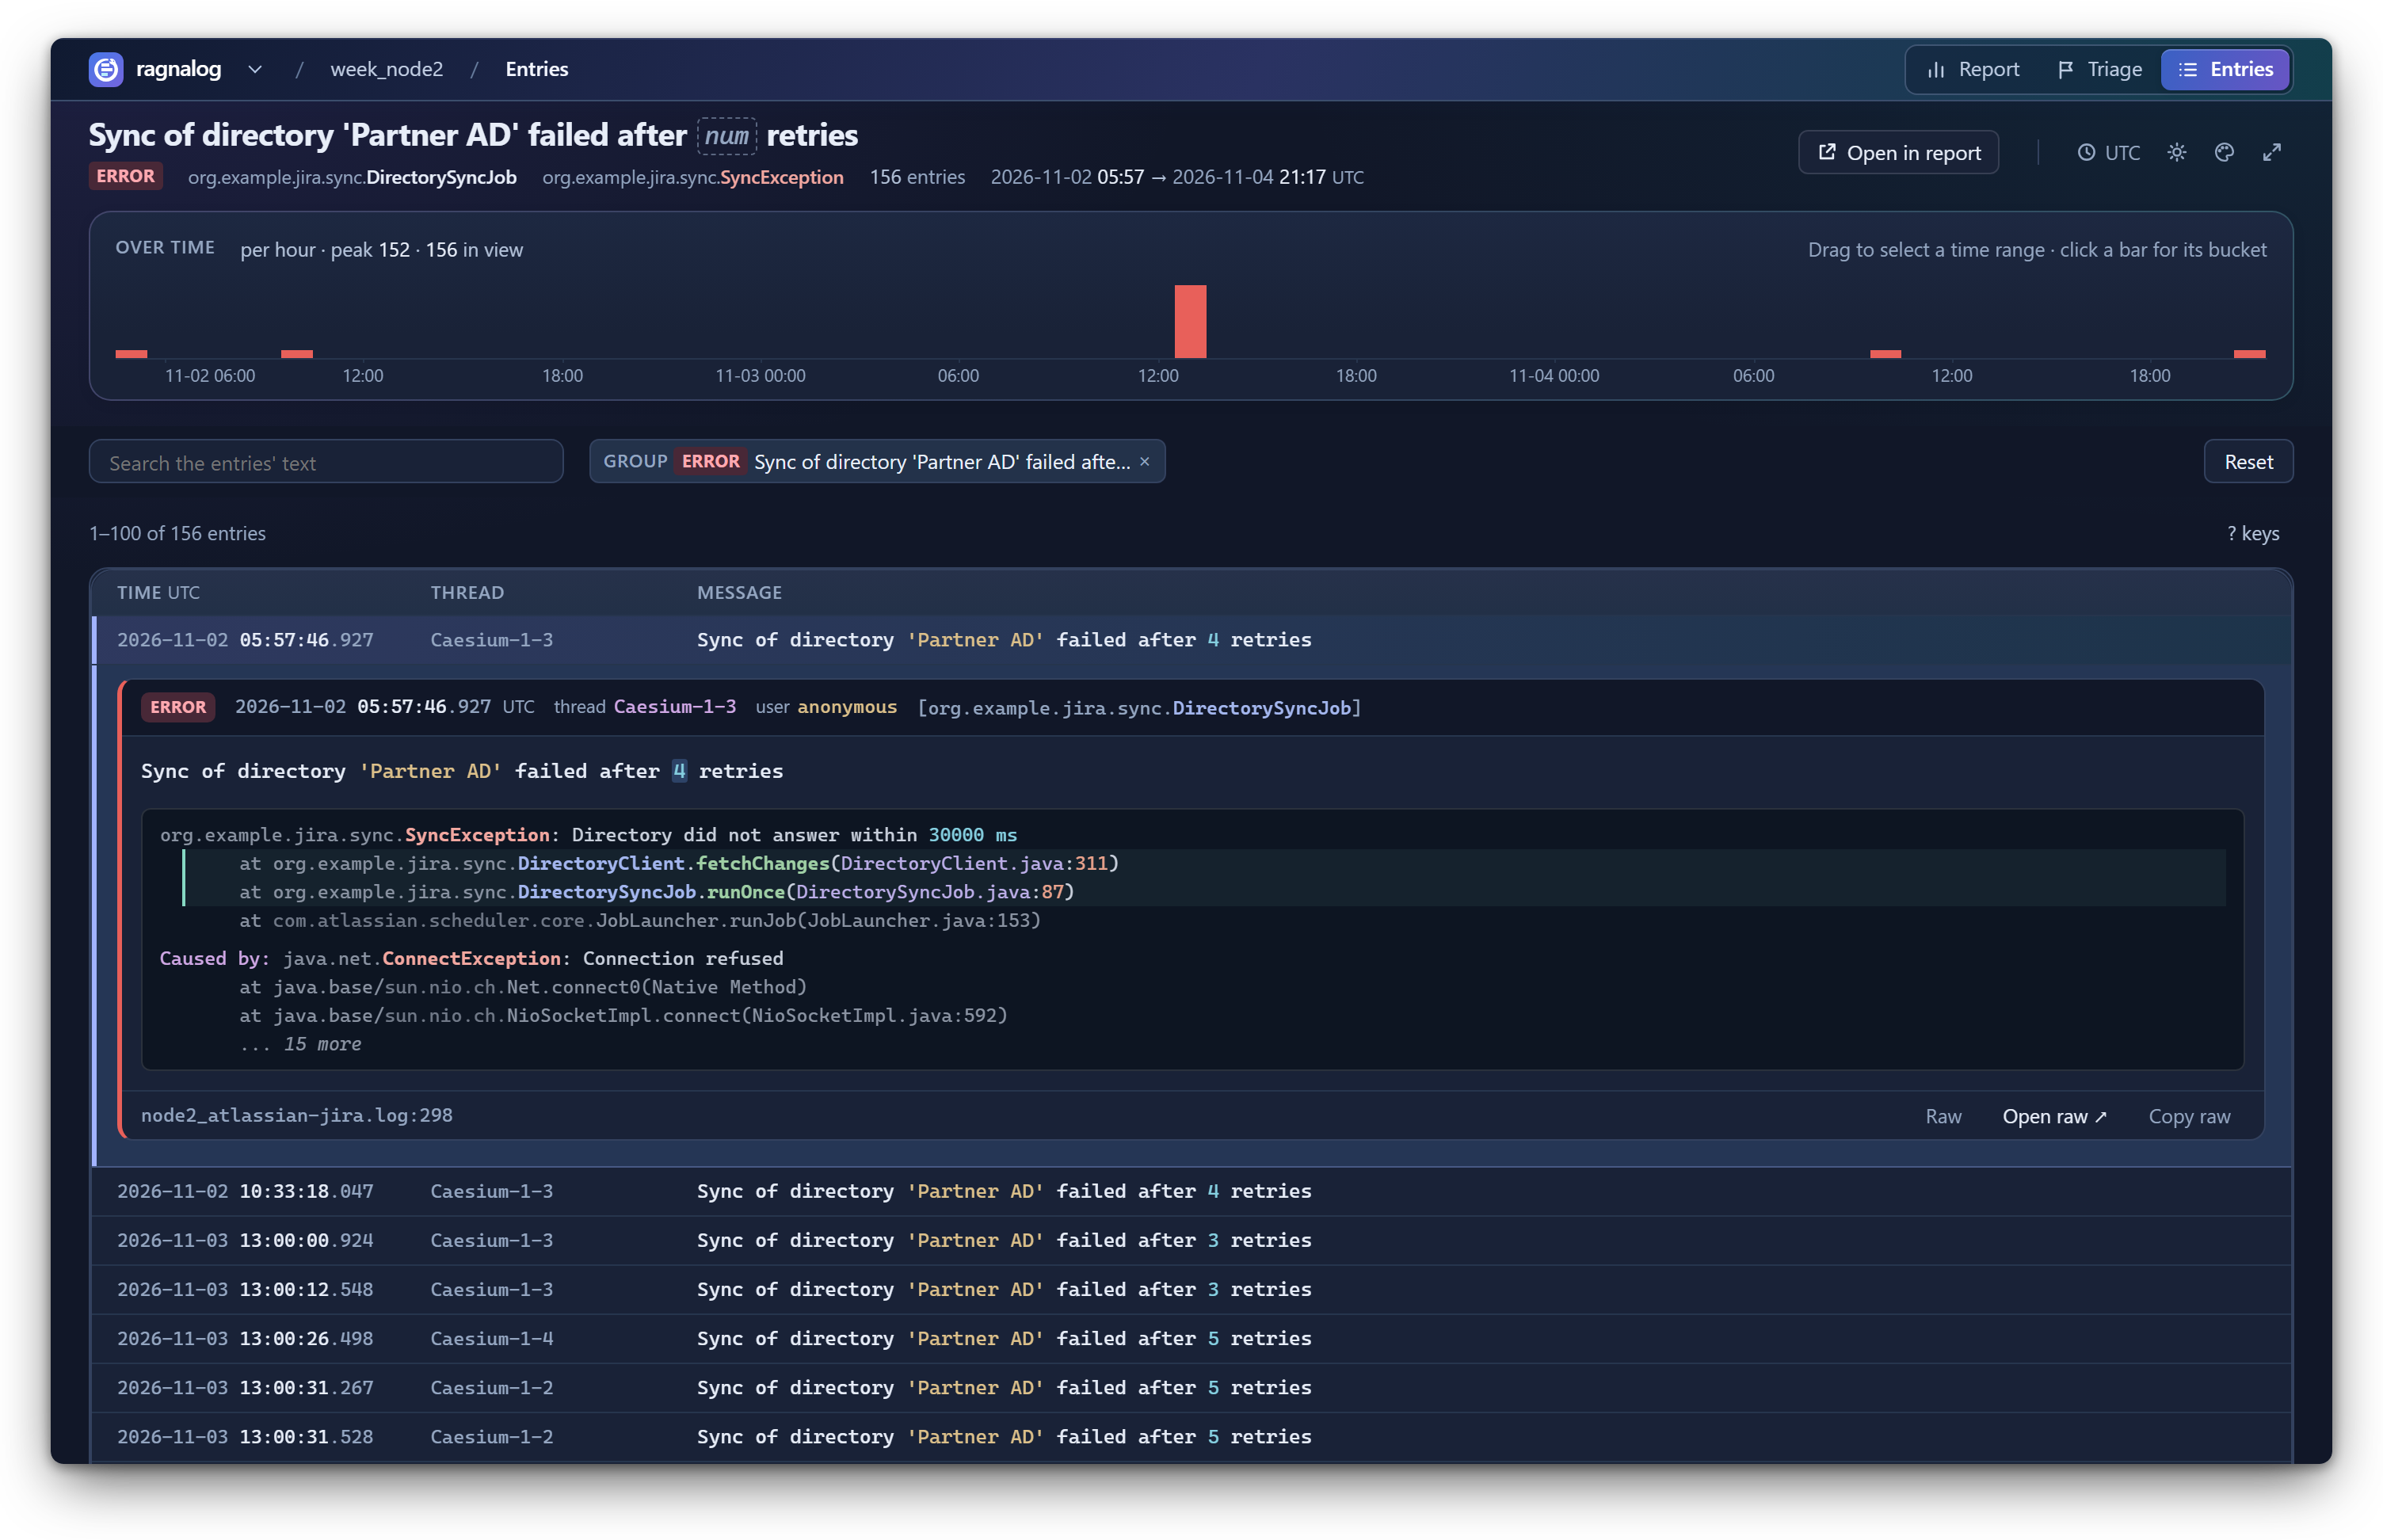 ragnalog / week_node2 / Entries Report Triage Entries
Sync of directory 'Partner AD' failed after num retries
Open in report UTC
ERROR org.example.jira.sync.DirectorySyncJob org.example.jira.sync.SyncException 156 entries 2026-11-02 05:57 → 2026-11-04 21:17 UTC
OVER TIME per hour · peak 152 · 156 in view Drag to select a time range · click a bar for its bucket
11-02 06:00 12:00 18:00 11-03 00:00 06:00 12:00 18:00 11-04 00:00 06:00 12:00 18:00
Search the entries' text GROUP ERROR Sync of directory 'Partner AD' failed afte... × Reset
1–100 of 156 entries ? keys
TIME UTC THREAD MESSAGE
2026-11-02 05:57:46.927 Caesium-1-3 Sync of directory 'Partner AD' failed after 4 retries
ERROR 2026-11-02 05:57:46.927 UTC thread Caesium-1-3 user anonymous [org.example.jira.sync.DirectorySyncJob]
Sync of directory 'Partner AD' failed after 4 retries
org.example.jira.sync.SyncException: Directory did not answer within 30000 ms
at org.example.jira.sync.DirectoryClient.fetchChanges(DirectoryClient.java:311)
at org.example.jira.sync.DirectorySyncJob.runOnce(DirectorySyncJob.java:87)
at com.atlassian.scheduler.core.JobLauncher.runJob(JobLauncher.java:153)
Caused by: java.net.ConnectException: Connection refused
at java.base/sun.nio.ch.Net.connect0(Native Method)
at java.base/sun.nio.ch.NioSocketImpl.connect(NioSocketImpl.java:592)
... 15 more
node2_atlassian-jira.log:298 Raw Open raw ↗ Copy raw
2026-11-02 10:33:18.047 Caesium-1-3 Sync of directory 'Partner AD' failed after 4 retries
2026-11-03 13:00:00.924 Caesium-1-3 Sync of directory 'Partner AD' failed after 3 retries
2026-11-03 13:00:12.548 Caesium-1-3 Sync of directory 'Partner AD' failed after 3 retries
2026-11-03 13:00:26.498 Caesium-1-4 Sync of directory 'Partner AD' failed after 5 retries
2026-11-03 13:00:31.267 Caesium-1-2 Sync of directory 'Partner AD' failed after 5 retries
2026-11-03 13:00:31.528 Caesium-1-2 Sync of directory 'Partner AD' failed after 5 retries